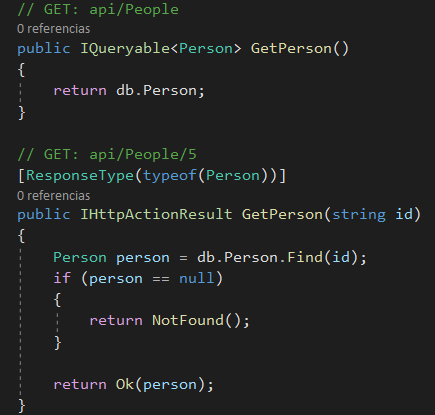 // GET: api/People
0 referencias
public IQueryable<Person> GetPerson()
{
    return db.Person;
}

// GET: api/People/5
[ResponseType(typeof(Person))]
0 referencias
public IHttpActionResult GetPerson(string id)
{
    Person person = db.Person.Find(id);
    if (person == null)
    {
        return NotFound();
    }

    return Ok(person);
}